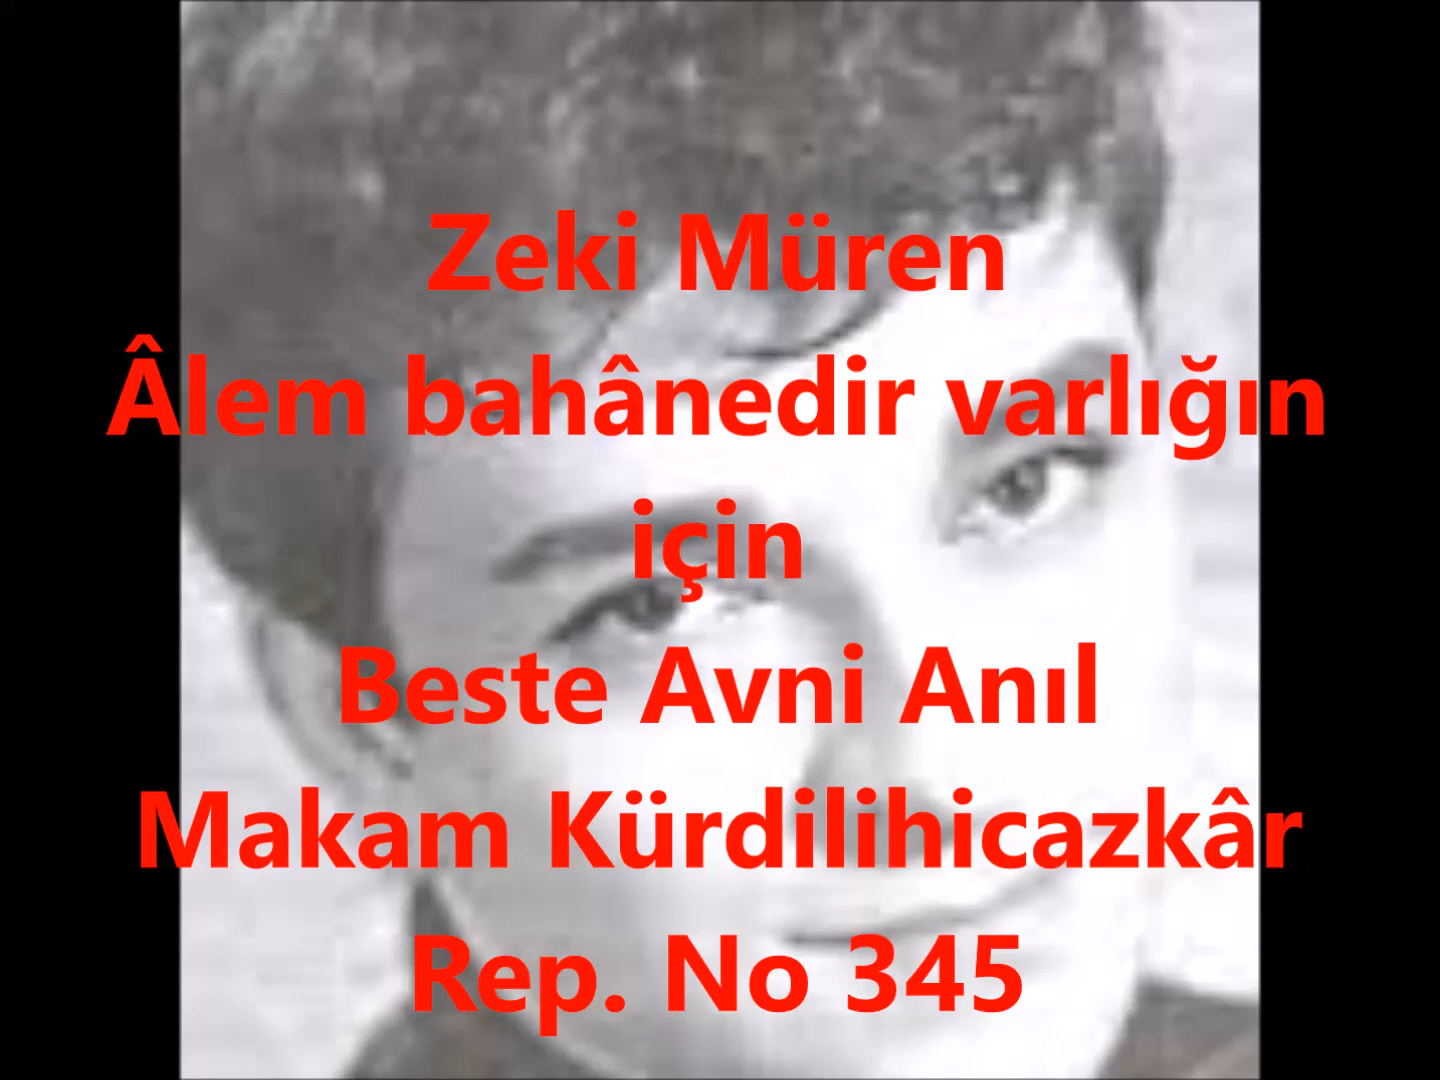 Zeki Müren
Âlem bahânedir varlığın
için
Beste Avni Anıl
Makam Kürdilihicazkâr
Rep. No 345